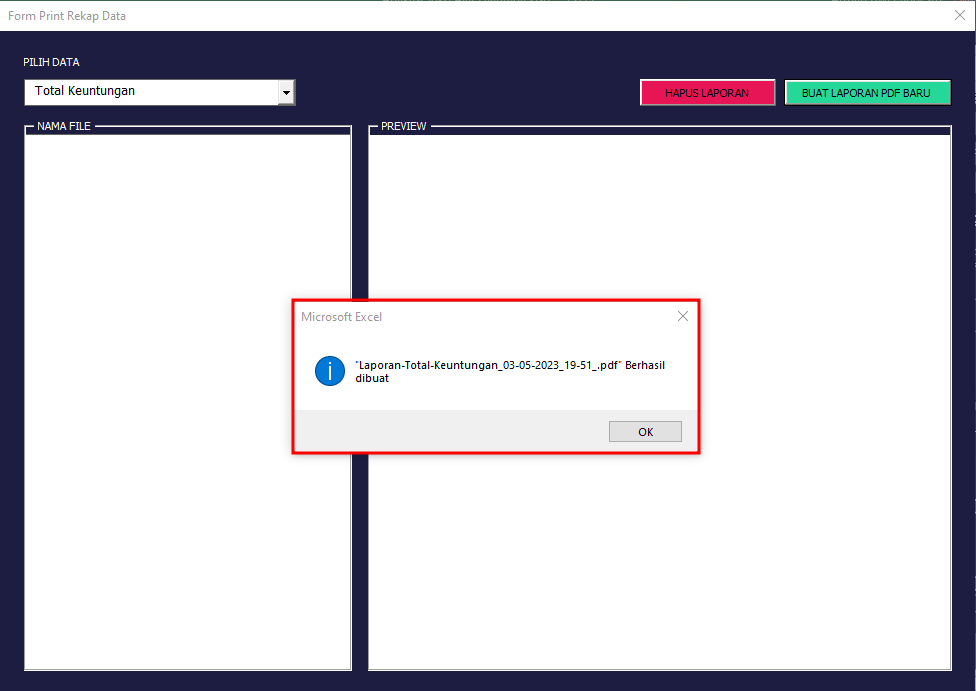 Form Print Rekap Data
PILIH DATA
Total Keuntungan
HAPUS LAPORAN
BUAT LAPORAN PDF BARU
NAMA FILE
PREVIEW
Microsoft Excel
"Laporan-Total-Keuntungan_03-05-2023_19-51_.pdf" Berhasil
dibuat
OK